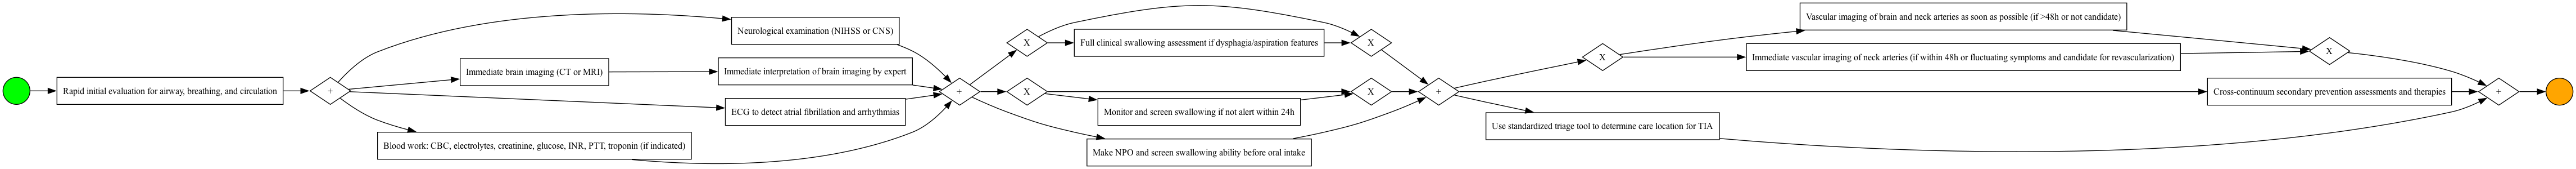 Rapid initial evaluation for airway, breathing, and circulation
+
Neurological examination (NIHSS or CNS)
Immediate brain imaging (CT or MRI)
Immediate interpretation of brain imaging by expert
ECG to detect atrial fibrillation and arrhythmias
Blood work: CBC, electrolytes, creatinine, glucose, INR, PTT, troponin (if indicated)
+
X
Full clinical swallowing assessment if dysphagia/aspiration features
X
X
Monitor and screen swallowing if not alert within 24h
X
Make NPO and screen swallowing ability before oral intake
+
X
Vascular imaging of brain and neck arteries as soon as possible (if >48h or not candidate)
Immediate vascular imaging of neck arteries (if within 48h or fluctuating symptoms and candidate for revascularization)
X
Cross-continuum secondary prevention assessments and therapies
Use standardized triage tool to determine care location for TIA
+